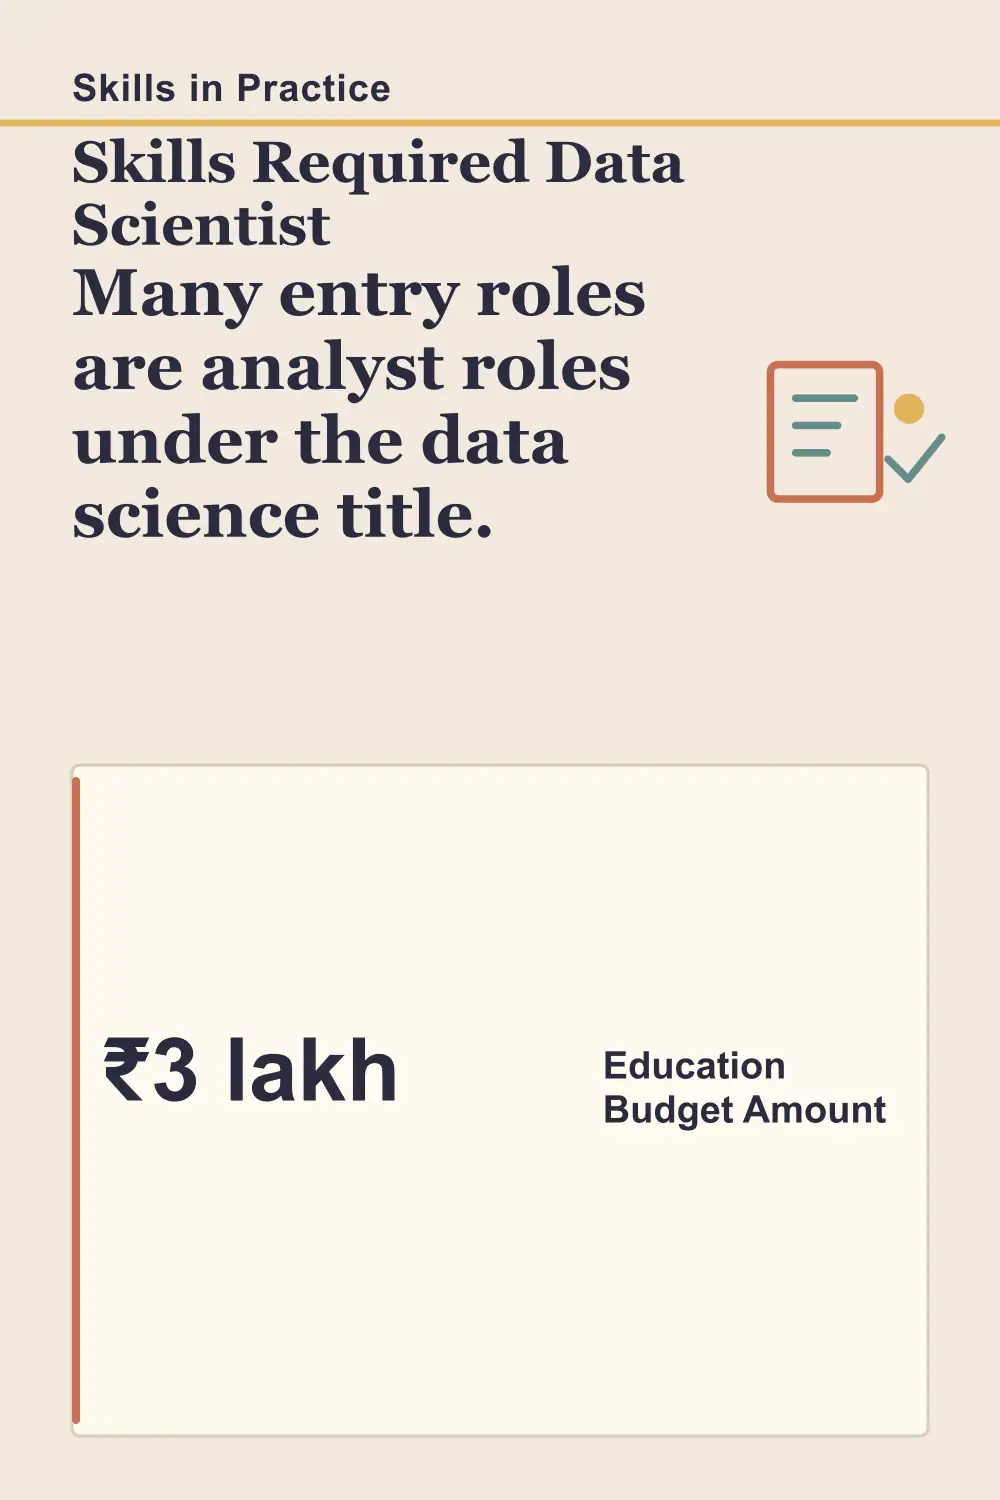 Skills in Practice
Skills Required Data
Scientist
Many entry roles
are analyst roles
under the data
science title.
₹3 lakh
Education
Budget Amount